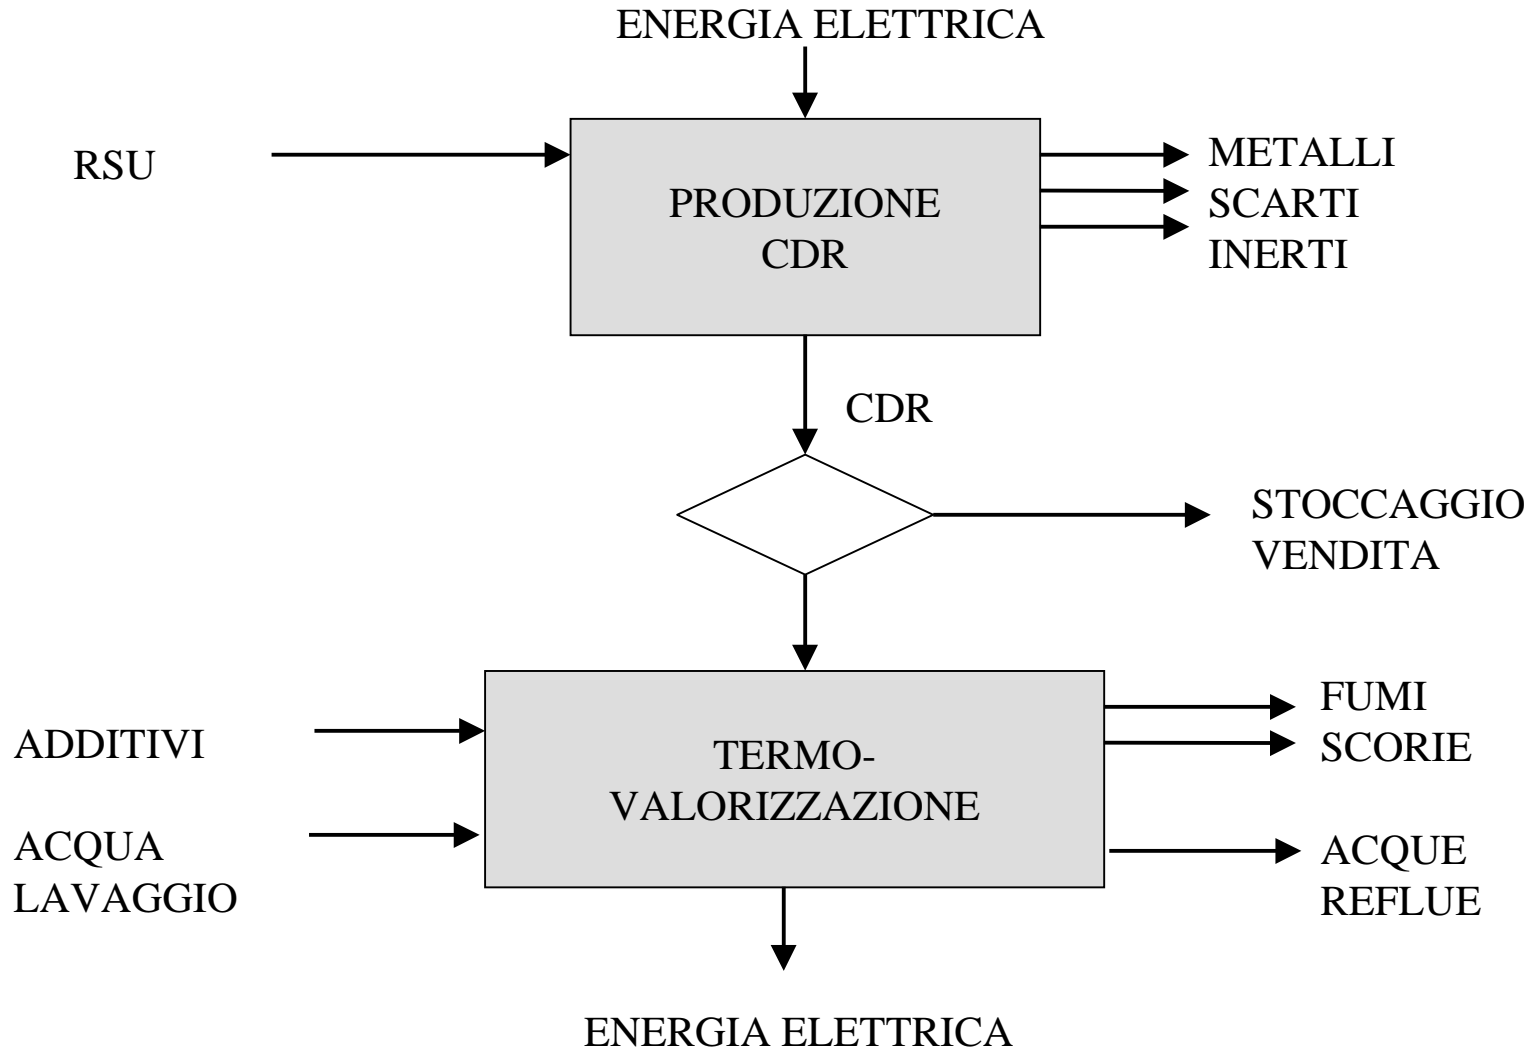 ENERGIA ELETTRICA
RSU
PRODUZIONE
CDR
METALLI
SCARTI
INERTI
CDR
STOCCAGGIO
VENDITA
ADDITIVI
ACQUA
LAVAGGIO
TERMO-
VALORIZZAZIONE
FUMI
SCORIE
ACQUE
REFLUE
ENERGIA ELETTRICA